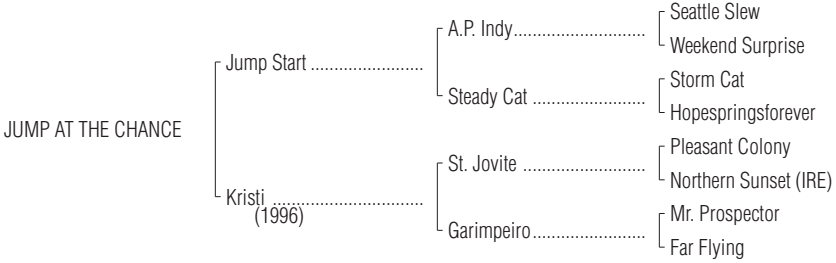 Seattle Slew
A.P. Indy..............................
Weekend Surprise
Jump Start .........................
Storm Cat
Steady Cat ..........................
Hopespringsforever
JUMP AT THE CHANCE
Pleasant Colony
St. Jovite ............................
Northern Sunset (IRE)
Kristi .................................
(1996)
Mr. Prospector
Garimpeiro..........................
Far Flying